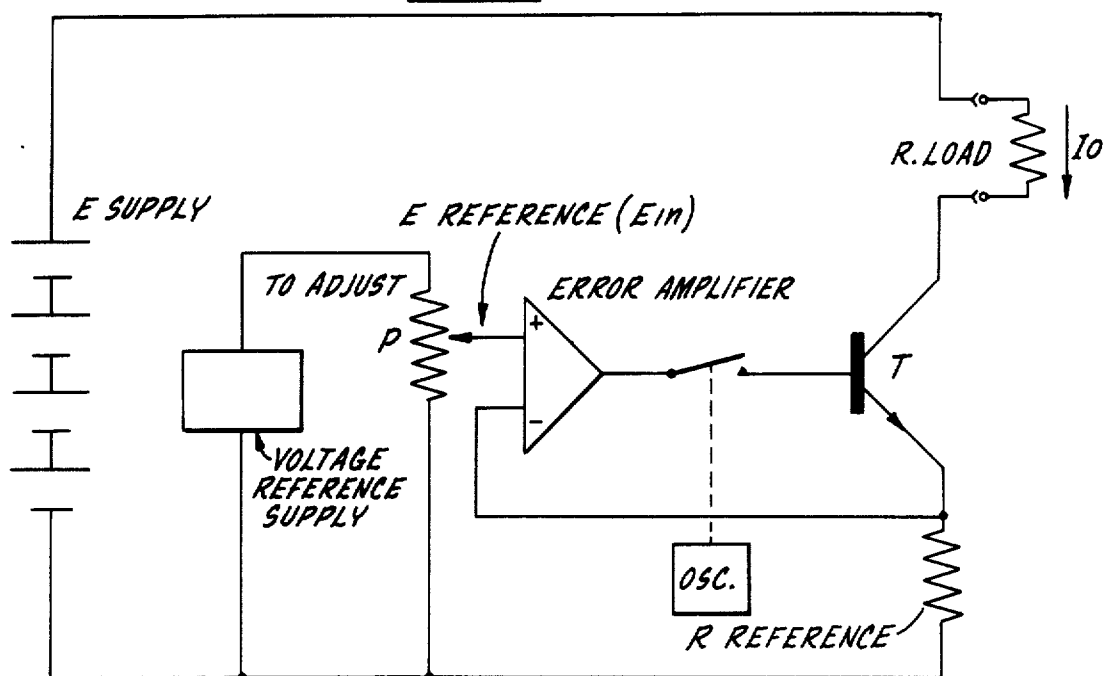 R. LOAD
IO
E SUPPLY
E REFERENCE (Ein)
TO ADJUST
P
ERROR AMPLIFIER
+
-
T
VOLTAGE
REFERENCE
SUPPLY
OSC.
R REFERENCE